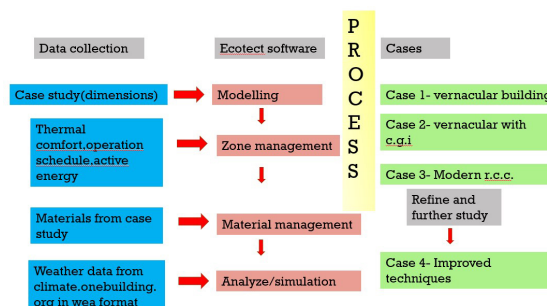 Data collection
Ecotect software
P
R
O
C
E
S
S
Cases
Case study(dimensions)
Modelling
Case 1- vernacular building
Thermal
comfort,operation
schedule,active
energy
Zone management
Case 2- vernacular with
c.g.i
Case 3- Modern r.c.c.
Refine and
further study
Materials from case
study
Material management
Weather data from
climate.onebuilding.
org in wea format
Analyze/simulation
Case 4- Improved
techniques